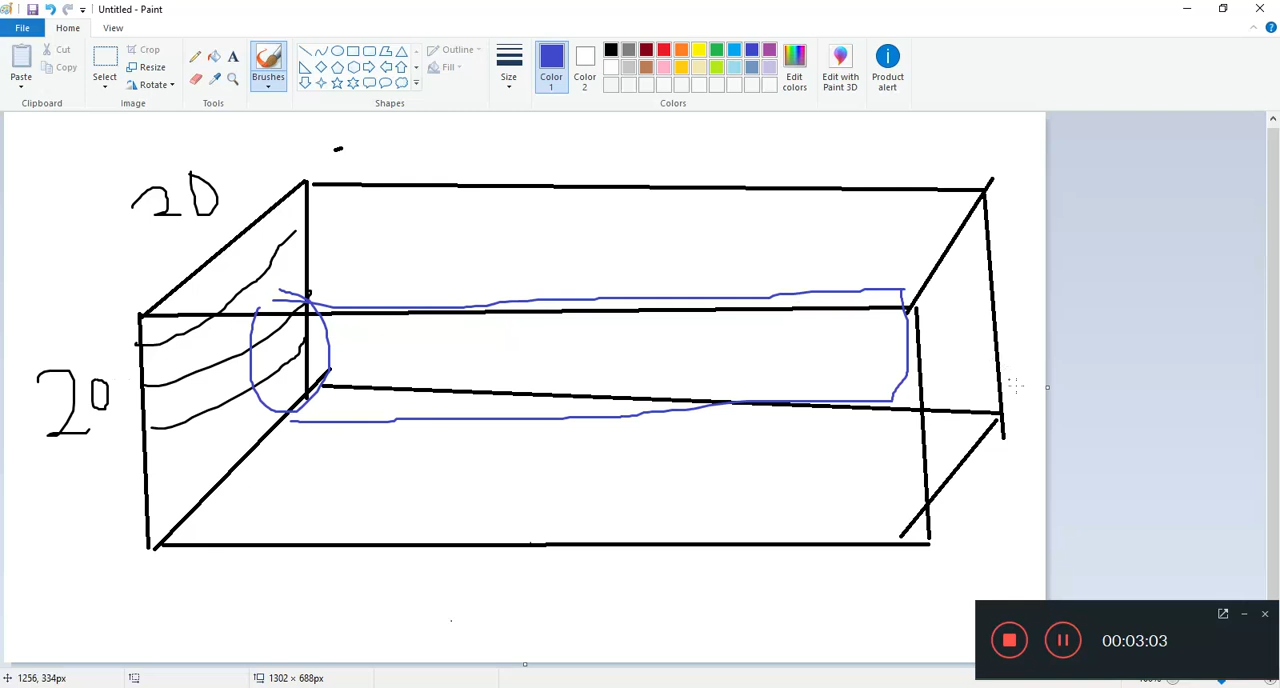 Untitled - Paint
File Home View
Paste
Cut
Copy
Clipboard
Select
Crop
Resize
Rotate
Image
A
Tools
Brushes
Outline
Fill
Shapes
Size
Color
1
Color
2
Edit
colors
Colors
Edit with
Paint 3D
Product
alert
20
20
00:03:03
1256, 334px
1302 × 688px